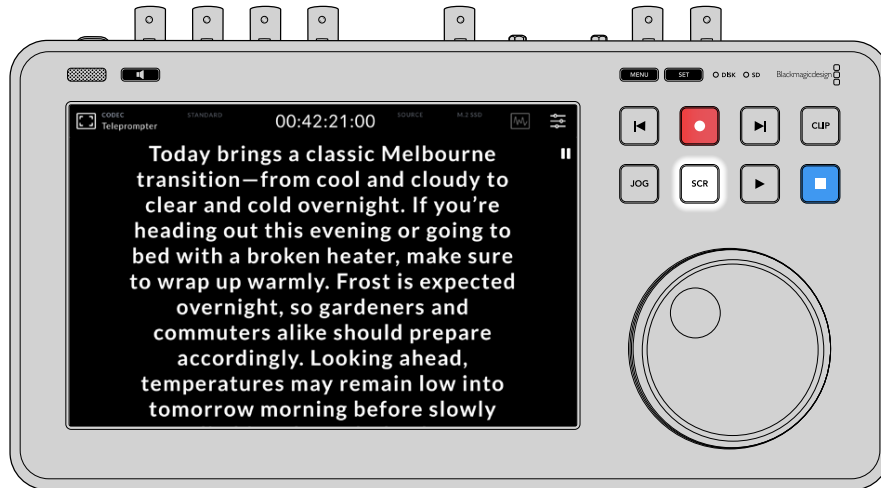 MENU
SET
DISK
SD
Blackmagicdesign
CODEC
Teleprompter
STANDARD
00:42:21:00
SOURCE
M.2 SSD
Today brings a classic Melbourne
transition—from cool and cloudy to
clear and cold overnight. If you’re
heading out this evening or going to
bed with a broken heater, make sure
to wrap up warmly. Frost is expected
overnight, so gardeners and
commuters alike should prepare
accordingly. Looking ahead,
temperatures may remain low into
tomorrow morning before slowly
CLIP
JOG
SCR